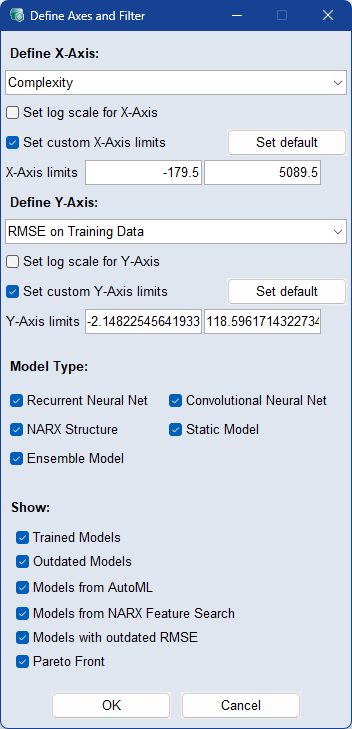 Define Axes and Filter
Define X-Axis:
Complexity
Set log scale for X-Axis
Set custom X-Axis limits Set default
X-Axis limits -179.5 5089.5
Define Y-Axis:
RMSE on Training Data
Set log scale for Y-Axis
Set custom Y-Axis limits Set default
Y-Axis limits -2.14822545641933 118.5961714322734
Model Type:
Recurrent Neural Net Convolutional Neural Net
NARX Structure Static Model
Ensemble Model
Show:
Trained Models
Outdated Models
Models from AutoML
Models from NARX Feature Search
Models with outdated RMSE
Pareto Front
OK Cancel